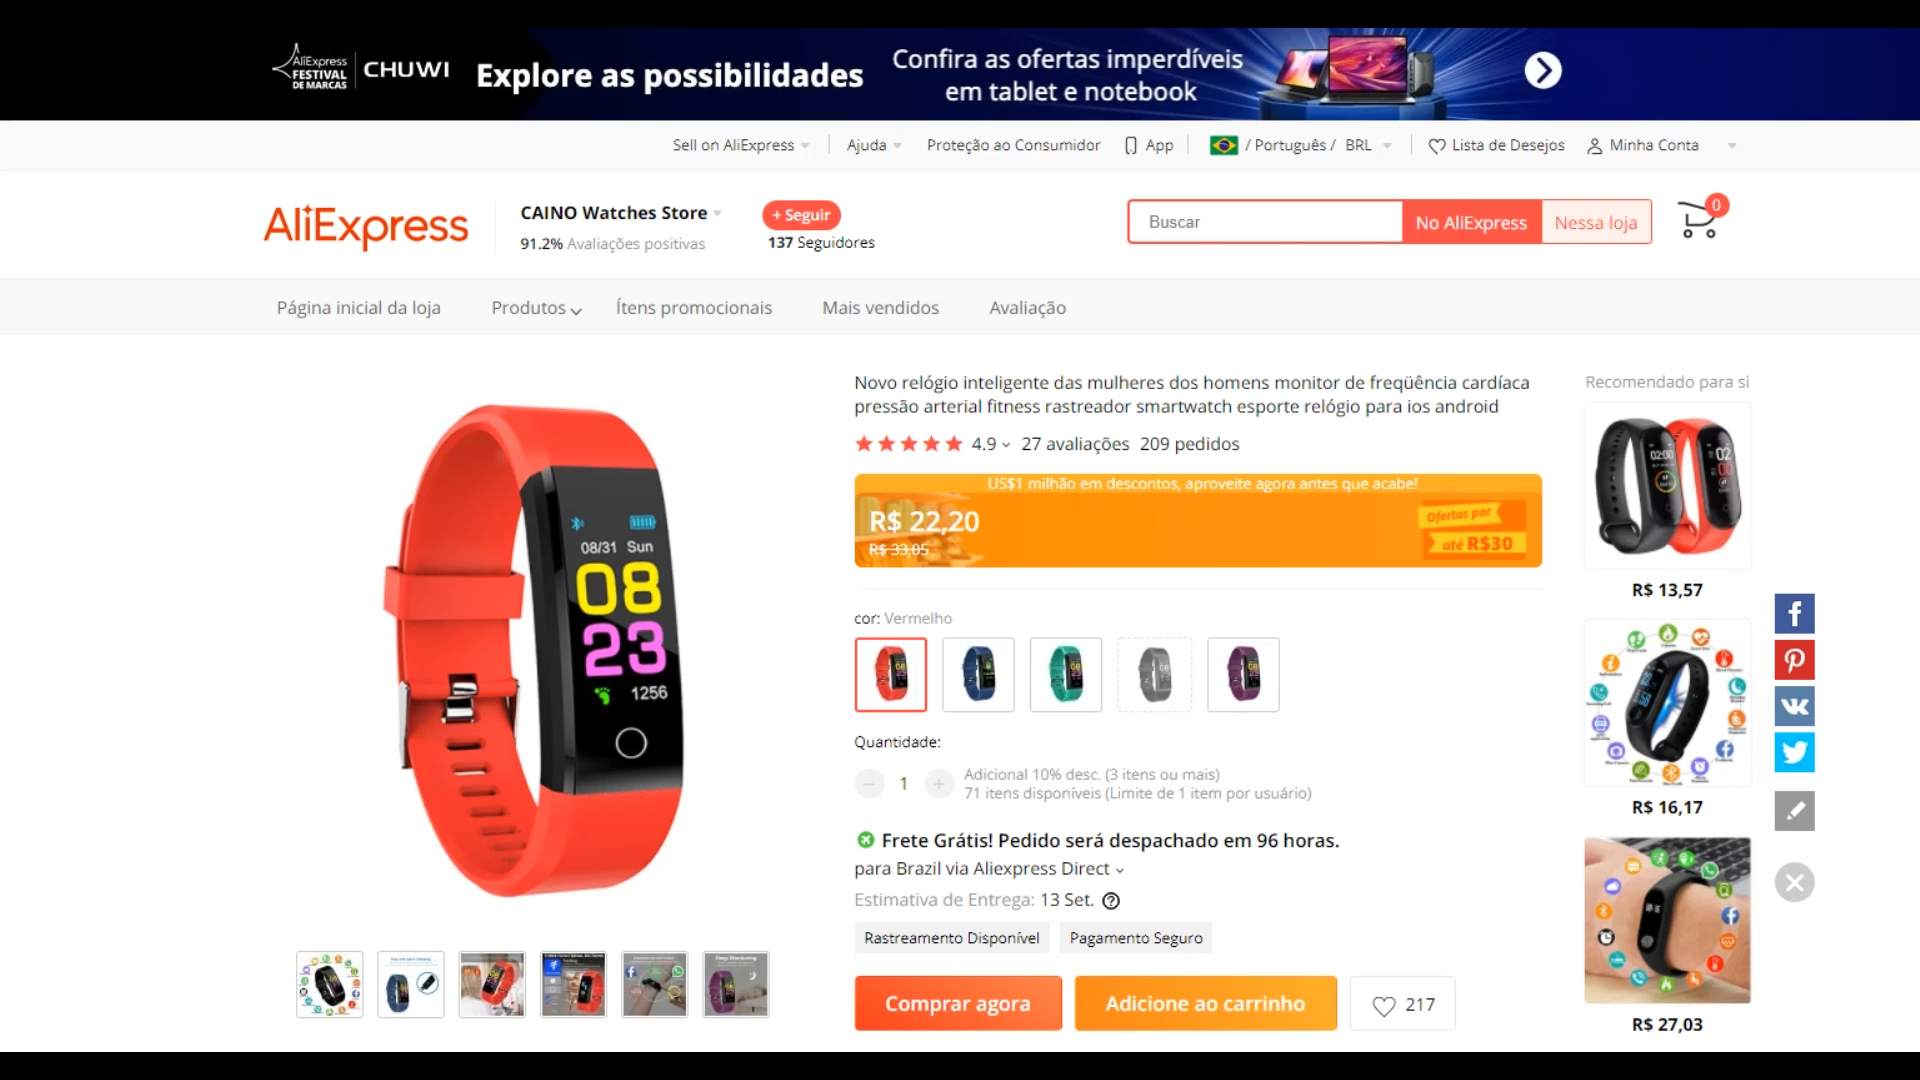 AliExpress
FESTIVAL
DE MARCAS
CHUWI
Explore as possibilidades
Confira as ofertas imperdíveis
em tablet e notebook
Sell on AliExpress
Ajuda
Proteção ao Consumidor
App
/ Português / BRL
Lista de Desejos
Minha Conta
AliExpress
CAINO Watches Store
91.2% Avaliações positivas
+ Seguir
137 Seguidores
Buscar
No AliExpress
Nessa loja
0
Página inicial da loja
Produtos
Ítens promocionais
Mais vendidos
Avaliação
08/31 Sun
08
23
1256
Novo relógio inteligente das mulheres dos homens monitor de freqüência cardíaca
pressão arterial fitness rastreador smartwatch esporte relógio para ios android
4.9 27 avaliações 209 pedidos
US$1 milhão em descontos, aproveite agora antes que acabe!
R$ 22,20
R$ 33,05
Ofertas por
até R$30
cor: Vermelho
Quantidade:
1
Adicional 10% desc. (3 itens ou mais)
71 itens disponíveis (Limite de 1 item por usuário)
Frete Grátis! Pedido será despachado em 96 horas.
para Brazil via Aliexpress Direct
Estimativa de Entrega: 13 Set.
Rastreamento Disponível
Pagamento Seguro
Comprar agora
Adicione ao carrinho
217
Recomendado para si
02:00
02
00
R$ 13,57
R$ 16,17
R$ 27,03